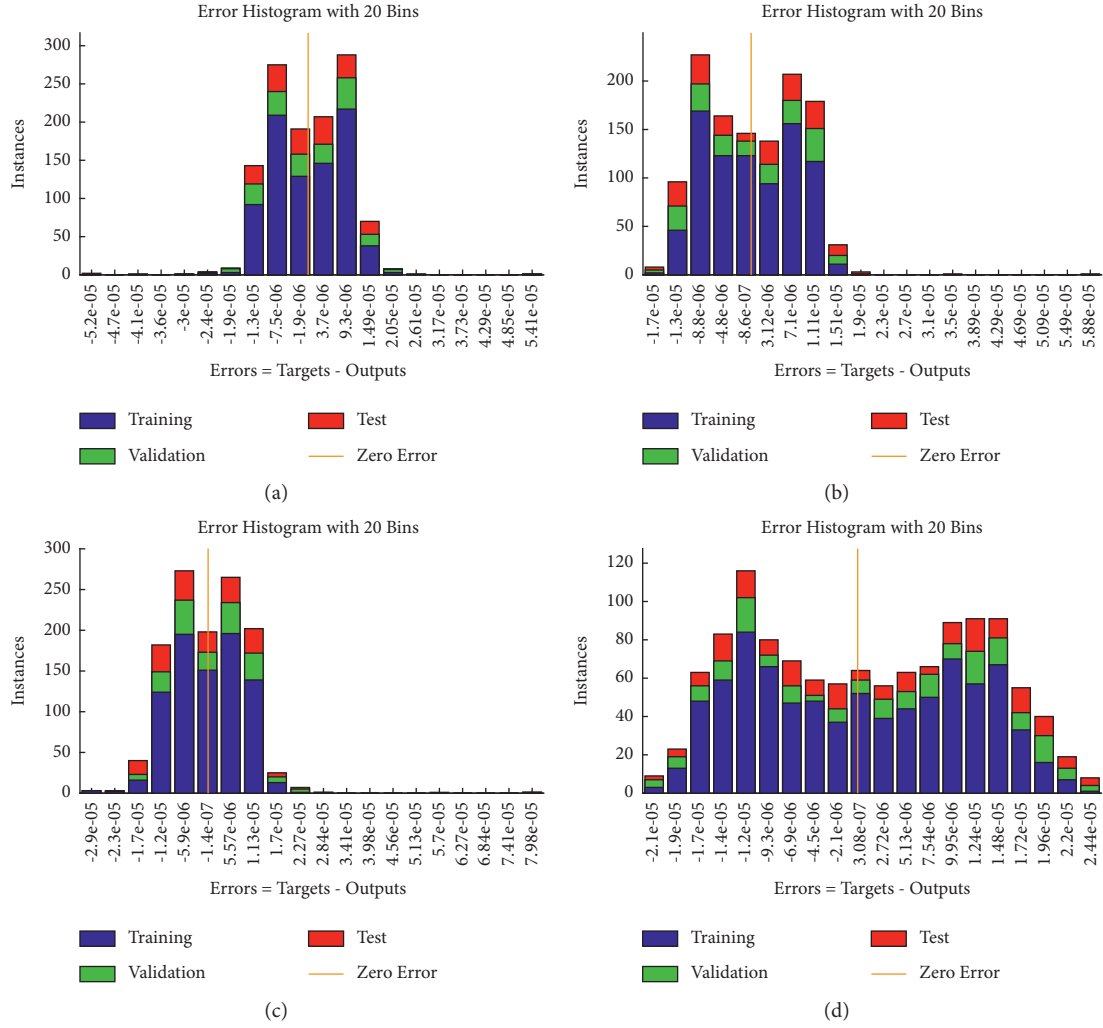 Error Histogram with 20 Bins
Instances
300
250
200
150
100
50
0
-5.2e-05
-4.7e-05
-4.1e-05
-3.6e-05
-3e-05
-2.4e-05
-1.9e-05
-1.3e-05
-7.5e-06
-1.9e-06
3.7e-06
9.3e-06
1.49e-05
2.05e-05
2.61e-05
3.17e-05
3.73e-05
4.29e-05
4.85e-05
5.41e-05
Errors = Targets - Outputs
Training
Validation
Test
Zero Error
(a)
Error Histogram with 20 Bins
Instances
200
150
100
50
0
-1.7e-05
-1.3e-05
-8.8e-06
-4.8e-06
-8.6e-07
3.12e-06
7.1e-06
1.11e-05
1.51e-05
1.9e-05
2.3e-05
2.7e-05
3.1e-05
3.5e-05
3.89e-05
4.29e-05
4.69e-05
5.09e-05
5.49e-05
5.88e-05
Errors = Targets - Outputs
Training
Validation
Test
Zero Error
(b)
Error Histogram with 20 Bins
Instances
300
250
200
150
100
50
0
-2.9e-05
-2.3e-05
-1.7e-05
-1.2e-05
-5.9e-06
-1.4e-07
5.57e-06
1.13e-05
1.7e-05
2.27e-05
2.84e-05
3.41e-05
3.98e-05
4.56e-05
5.13e-05
5.7e-05
6.27e-05
6.84e-05
7.41e-05
7.98e-05
Errors = Targets - Outputs
Training
Validation
Test
Zero Error
(c)
Error Histogram with 20 Bins
Instances
120
100
80
60
40
20
0
-2.1e-05
-1.9e-05
-1.7e-05
-1.4e-05
-1.2e-05
-9.3e-06
-6.9e-06
-4.5e-06
-2.1e-06
3.08e-07
2.72e-06
5.13e-06
7.54e-06
9.95e-06
1.24e-05
1.48e-05
1.72e-05
1.96e-05
2.2e-05
2.44e-05
Errors = Targets - Outputs
Training
Validation
Test
Zero Error
(d)